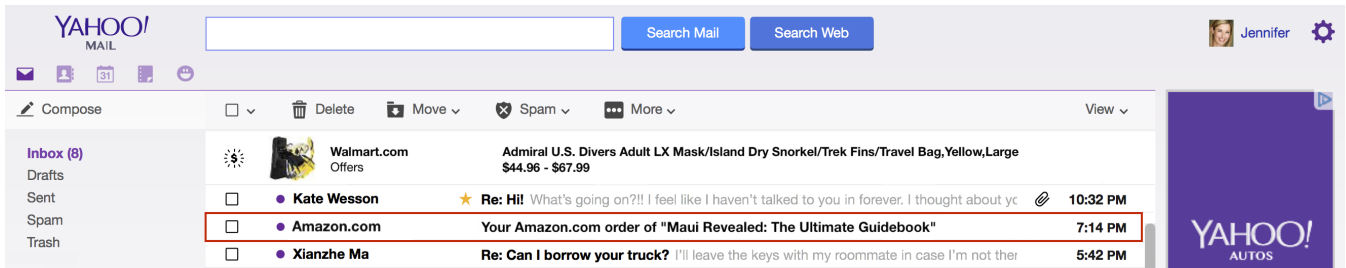 YAHOO!
MAIL
Search Mail
Search Web
Jennifer
31
Compose
Delete
Move
Spam
More
View
Inbox (8)
Drafts
Sent
Spam
Trash
$
Walmart.com
Offers
Admiral U.S. Divers Adult LX Mask/Island Dry Snorkel/Trek Fins/Travel Bag,Yellow,Large
$44.96 - $67.99
Kate Wesson Re: Hi! What's going on?!! I feel like I haven't talked to you in forever. I thought about yo 10:32 PM
Amazon.com Your Amazon.com order of "Maui Revealed: The Ultimate Guidebook" 7:14 PM
Xianzhe Ma Re: Can I borrow your truck? I'll leave the keys with my roommate in case I'm not ther 5:42 PM
YAHOO!
AUTOS